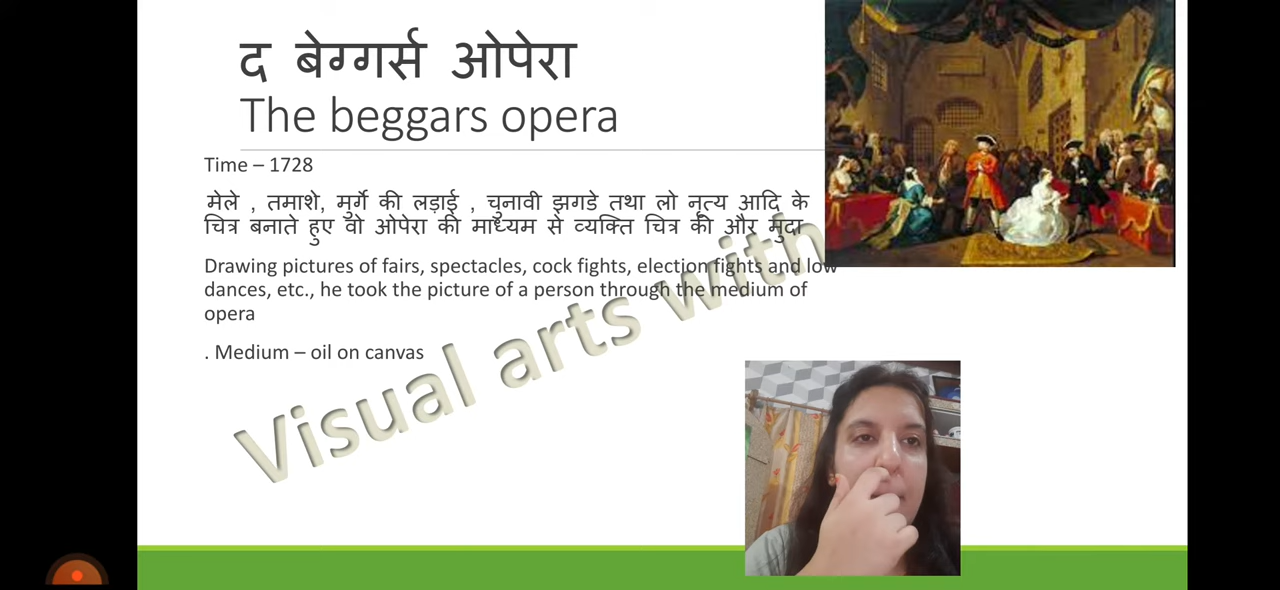 द बेग्गर्स ओपेरा
The beggars opera
Time – 1728
मेले , तमाशे, मुर्गे की लड़ाई , चुनावी झगडे तथा लो नृत्य आदि के
चित्र बनाते हुए वो ओपेरा की माध्यम से व्यक्ति चित्र की और मुदा
Drawing pictures of fairs, spectacles, cock fights, election fights and low
dances, etc., he took the picture of a person through the medium of
opera
. Medium – oil on canvas
Visual arts with